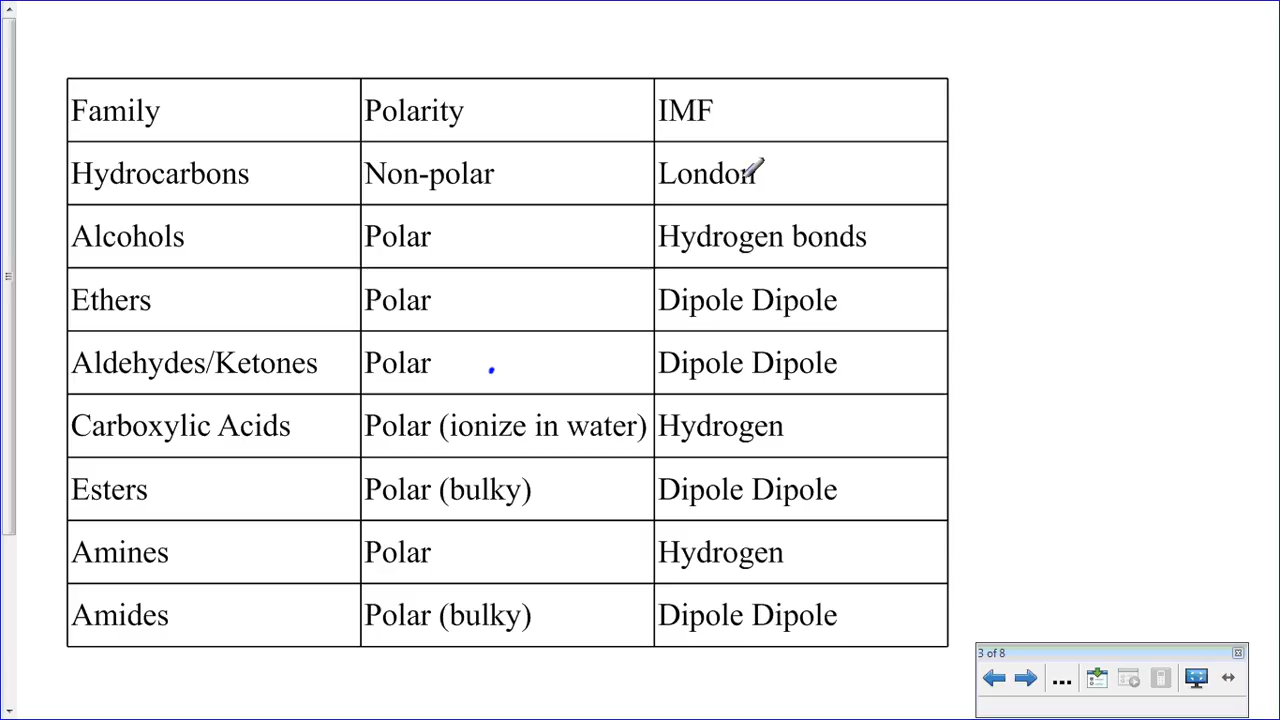 Family Polarity IMF
Hydrocarbons Non-polar London
Alcohols Polar Hydrogen bonds
Ethers Polar Dipole Dipole
Aldehydes/Ketones Polar Dipole Dipole
Carboxylic Acids Polar (ionize in water) Hydrogen
Esters Polar (bulky) Dipole Dipole
Amines Polar Hydrogen
Amides Polar (bulky) Dipole Dipole
3 of 8